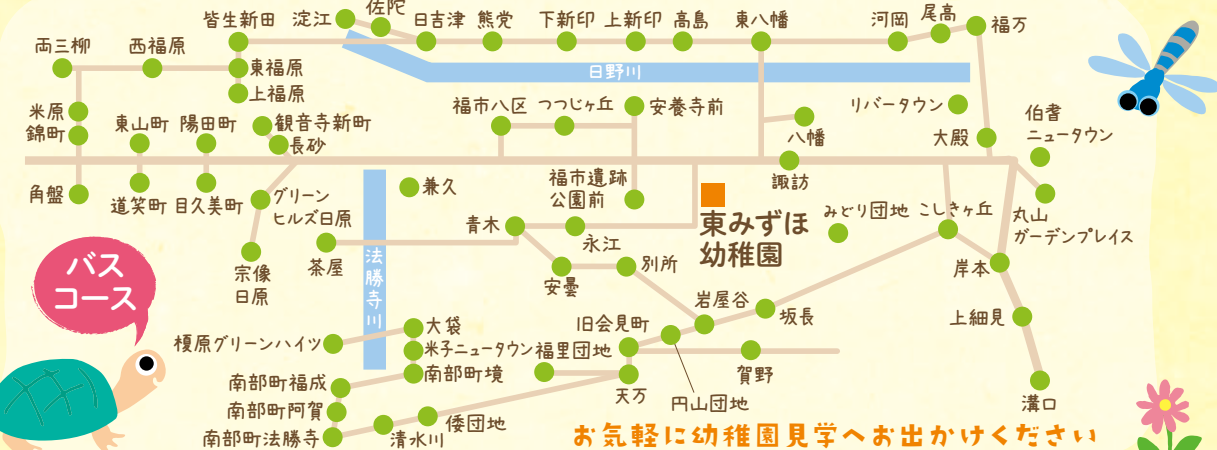 佐陀
皆生新田
淀江
日吉津
熊党
下新印
上新印
高島
東八幡
河岡
尾高
福万
両三柳
西福原
東福原
上福原
日野川
米原
錦町
東山町
陽田町
観音寺新町
長砂
福市八区
つつじヶ丘
安養寺前
リバータウン
八幡
大殿
伯耆
ニュータウン
角盤
道笑町
目久美町
グリーン
ヒルズ日原
兼久
福市遺跡
公園前
諏訪
東みずほ
幼稚園
みどり団地
こしきヶ丘
丸山
ガーデンプレイス
青木
永江
宗像
日原
茶屋
法勝寺川
安曇
別所
岸本
バス
コース
岩屋谷
坂長
上細見
榎原グリーンハイツ
大袋
米子ニュータウン
旧会見町
福里団地
南部町境
賀野
南部町福成
天万
円山団地
溝口
南部町阿賀
南部町法勝寺
清水川
倭団地
お気軽に幼稚園見学へお出かけください